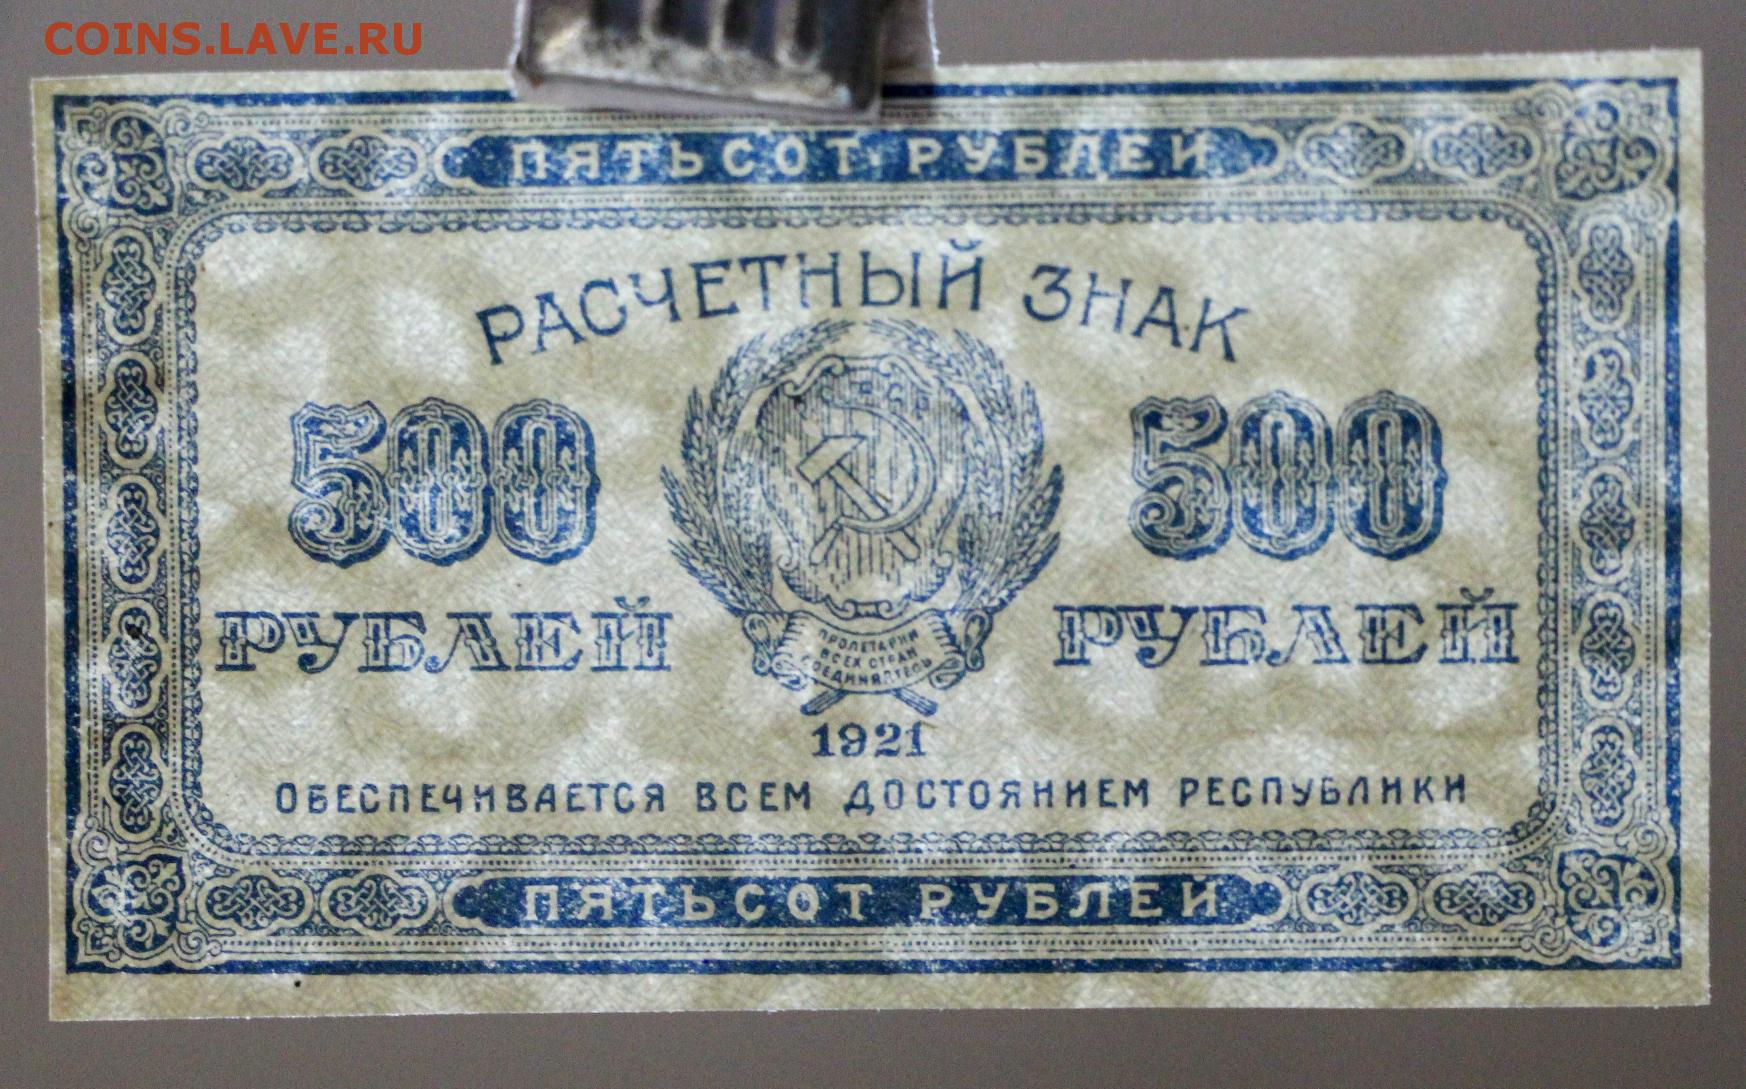 COINS.LAVE.RU
ПЯТЬСОТ РУБЛЕЙ
РАСЧЕТНЫЙ ЗНАК
500 500
РУБЛЕЙ РУБЛЕЙ
ПРОЛЕТАРИИ
ВСЕХ СТРАН
СОЕДИНЯЙТЕСЬ
1921
ОБЕСПЕЧИВАЕТСЯ ВСЕМ ДОСТОЯНИЕМ РЕСПУБЛИКИ
ПЯТЬСОТ РУБЛЕЙ